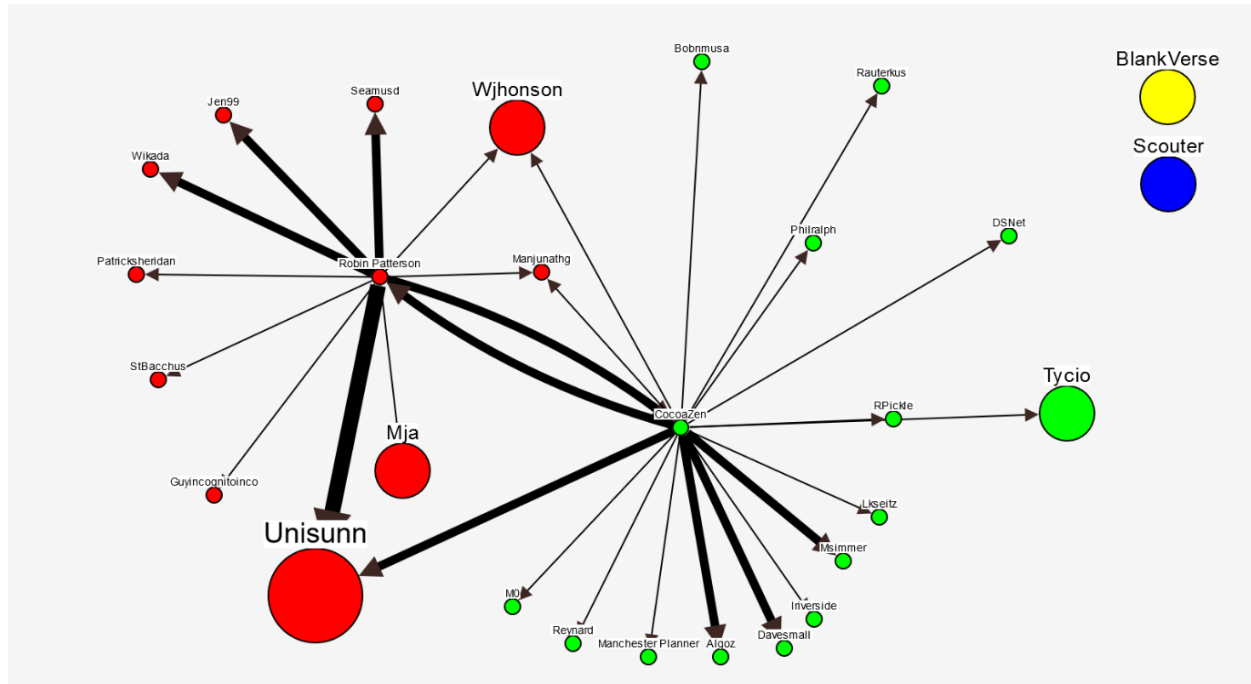 Bobnmusa
BlankVerse
Rauterkus
Wjhonson
Seamusd
Jen99
Scouter
Wikada
DSNet
Philralph
Patricksheridan
Robin Patterson
Manjunathg
StBacchus
Tycio
CocoaZen
RPickle
Mja
Guyincognitoinco
Lkseitz
Unisunn
Msimmer
M0
Iriverside
Reynard
Manchester Planner
Algoz
Davesmall